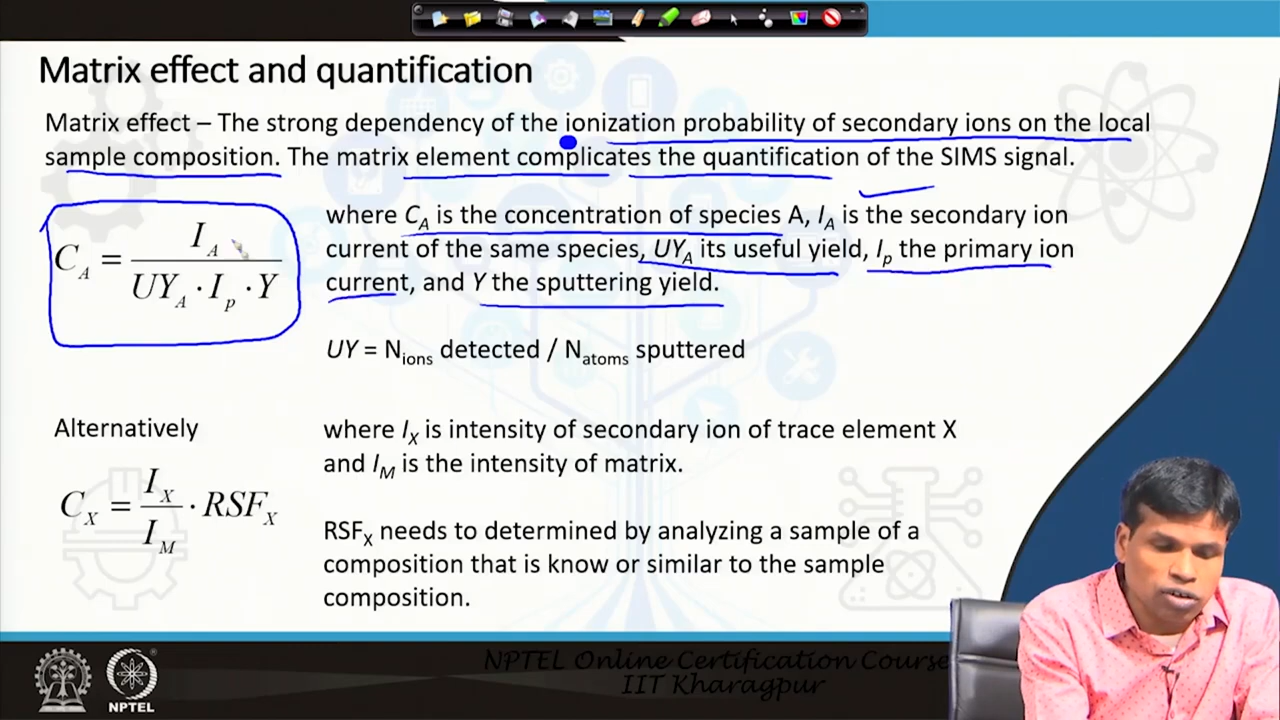 Matrix effect and quantification
Matrix effect – The strong dependency of the ionization probability of secondary ions on the local
sample composition. The matrix element complicates the quantification of the SIMS signal.
C_A = I_A / (UY_A · I_p · Y)
where C_A is the concentration of species A, I_A is the secondary ion
current of the same species, UY_A its useful yield, I_p the primary ion
current, and Y the sputtering yield.
UY = N_ions detected / N_atoms sputtered
Alternatively
C_X = I_X / I_M · RSF_X
where I_X is intensity of secondary ion of trace element X
and I_M is the intensity of matrix.
RSF_X needs to determined by analyzing a sample of a
composition that is know or similar to the sample
composition.
NPTEL
NPTEL Online Certification Course
IIT Kharagpur